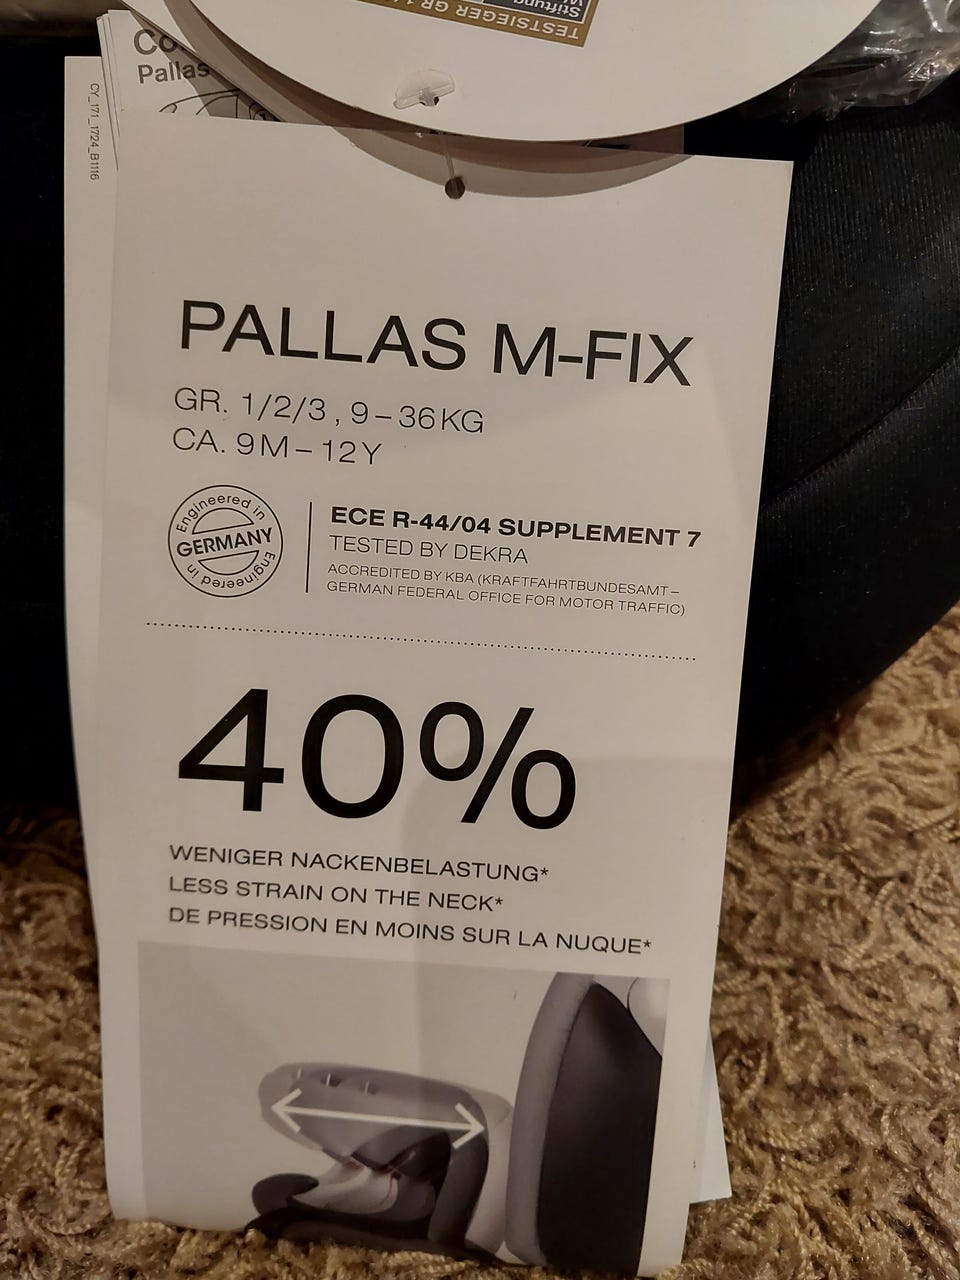 TESTSIEGER GR
Stiftung
W
Co
Pallas
CY_171_1724_B1116
PALLAS M-FIX
GR. 1/2/3 , 9 – 36 KG
CA. 9 M – 12 Y
Engineered in
GERMANY
Engineered in
ECE R-44/04 SUPPLEMENT 7
TESTED BY DEKRA
ACCREDITED BY KBA (KRAFTFAHRTBUNDESAMT –
GERMAN FEDERAL OFFICE FOR MOTOR TRAFFIC)
40%
WENIGER NACKENBELASTUNG*
LESS STRAIN ON THE NECK*
DE PRESSION EN MOINS SUR LA NUQUE*